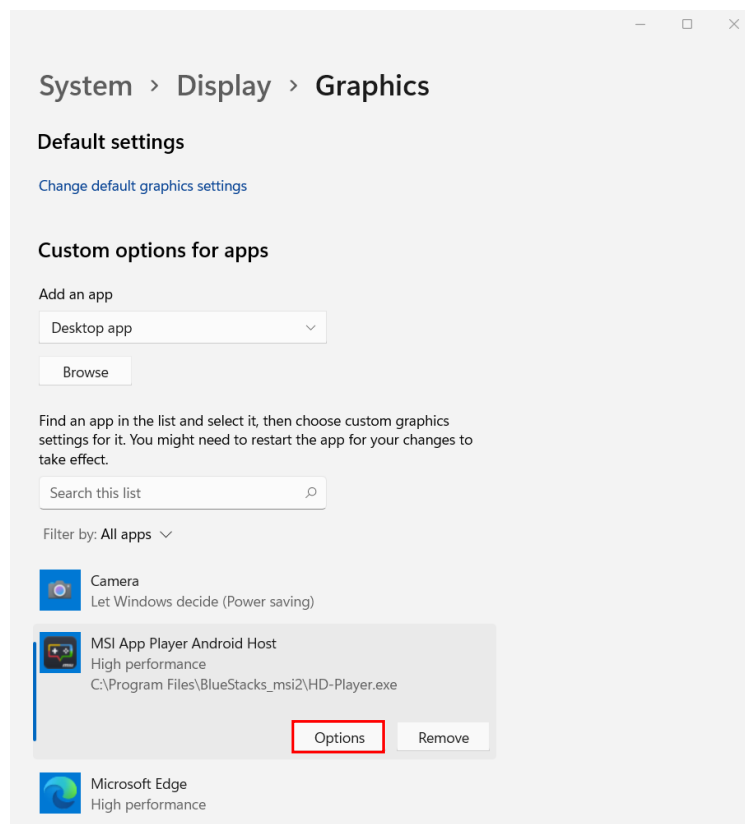 System > Display > Graphics
Default settings
Change default graphics settings
Custom options for apps
Add an app
Desktop app
Browse
Find an app in the list and select it, then choose custom graphics
settings for it. You might need to restart the app for your changes to
take effect.
Search this list
Filter by: All apps
Camera
Let Windows decide (Power saving)
MSI App Player Android Host
High performance
C:\Program Files\BlueStacks_msi2\HD-Player.exe
Options Remove
Microsoft Edge
High performance